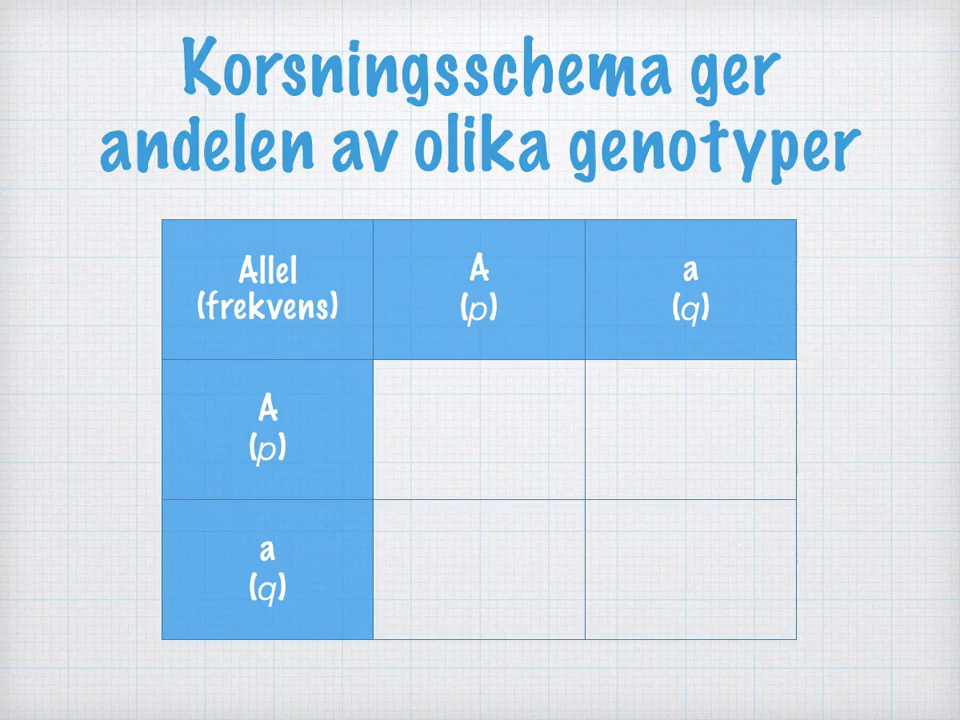 Korsningsschema ger
andelen av olika genotyper
Allel
(frekvens)
A
(p)
a
(q)
A
(p)
a
(q)